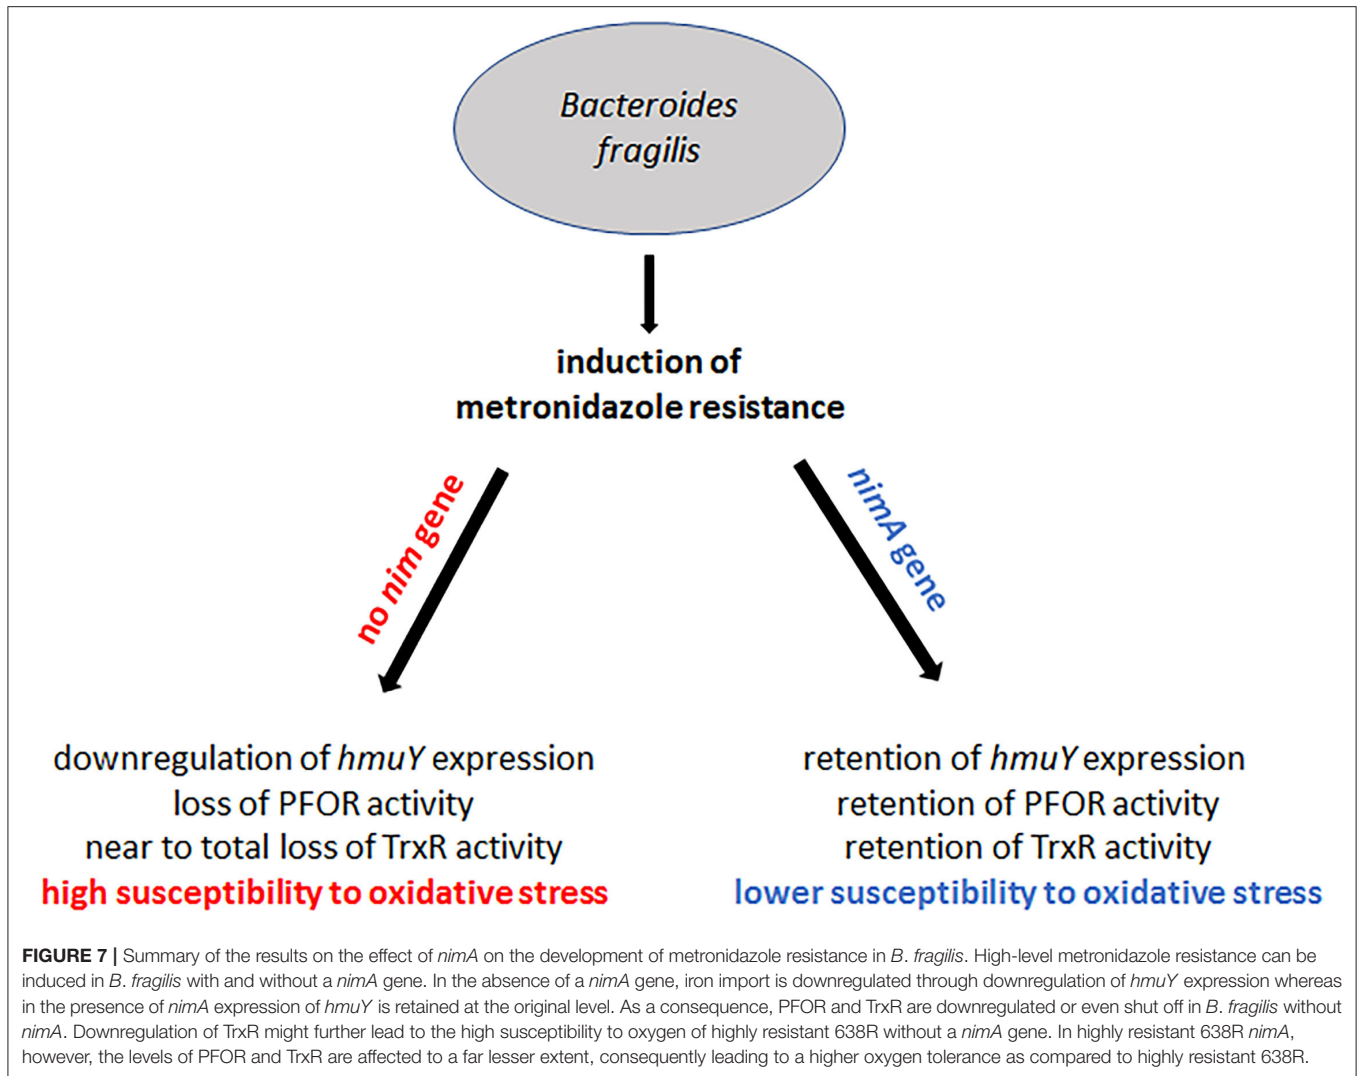 Bacteroides
fragilis
induction of
metronidazole resistance
no nim gene
nimA gene
downregulation of hmuY expression
loss of PFOR activity
near to total loss of TrxR activity
high susceptibility to oxidative stress
retention of hmuY expression
retention of PFOR activity
retention of TrxR activity
lower susceptibility to oxidative stress
FIGURE 7 | Summary of the results on the effect of nimA on the development of metronidazole resistance in B. fragilis. High-level metronidazole resistance can be
induced in B. fragilis with and without a nimA gene. In the absence of a nimA gene, iron import is downregulated through downregulation of hmuY expression whereas
in the presence of nimA expression of hmuY is retained at the original level. As a consequence, PFOR and TrxR are downregulated or even shut off in B. fragilis without
nimA. Downregulation of TrxR might further lead to the high susceptibility to oxygen of highly resistant 638R without a nimA gene. In highly resistant 638R nimA,
however, the levels of PFOR and TrxR are affected to a far lesser extent, consequently leading to a higher oxygen tolerance as compared to highly resistant 638R.